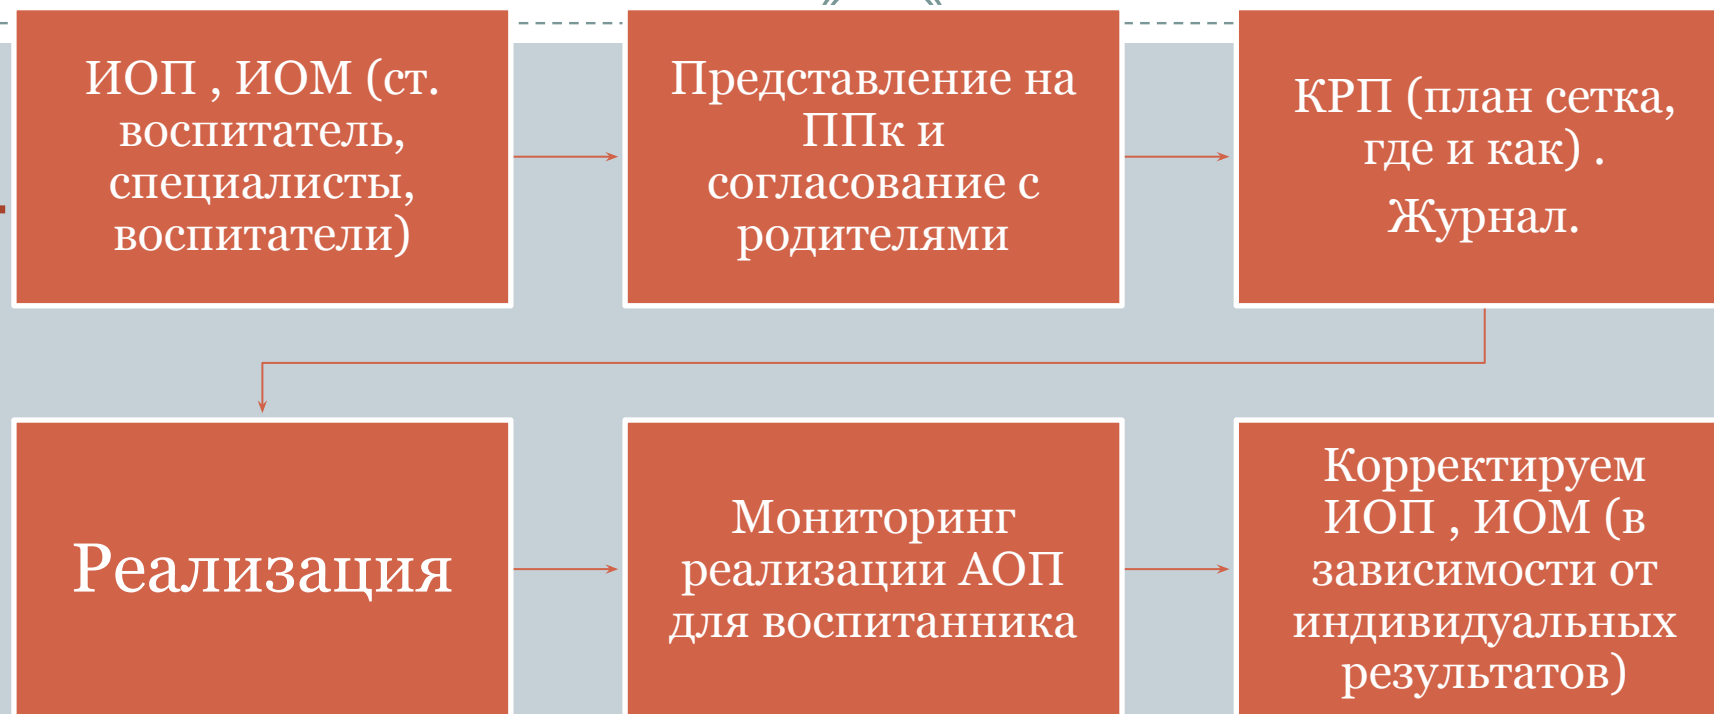 ИОП , ИОМ (ст.
воспитатель,
специалисты,
воспитатели)
Представление на
ППк и
согласование с
родителями
КРП (план сетка,
где и как) .
Журнал.
Реализация
Мониторинг
реализации АОП
для воспитанника
Корректируем
ИОП , ИОМ (в
зависимости от
индивидуальных
результатов)